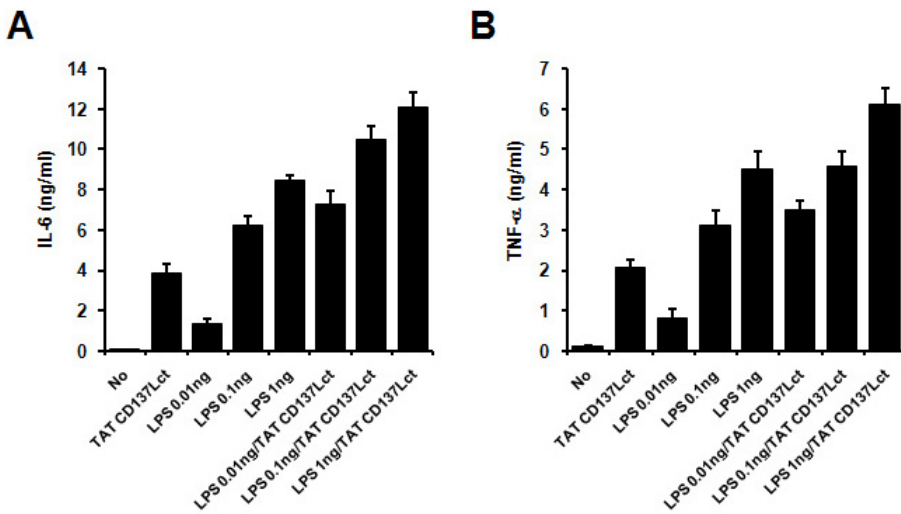 A
IL-6 (ng/ml)
14
12
10
8
6
4
2
0
No
TAT CD137Lct
LPS 0.01ng
LPS 0.1ng
LPS 1ng
LPS 0.01ng/TAT CD137Lct
LPS 0.1ng/TAT CD137Lct
LPS 1ng/TAT CD137Lct
B
TNF-α (ng/ml)
7
6
5
4
3
2
1
0
No
TAT CD137Lct
LPS 0.01ng
LPS 0.1ng
LPS 1ng
LPS 0.01ng/TAT CD137Lct
LPS 0.1ng/TAT CD137Lct
LPS 1ng/TAT CD137Lct